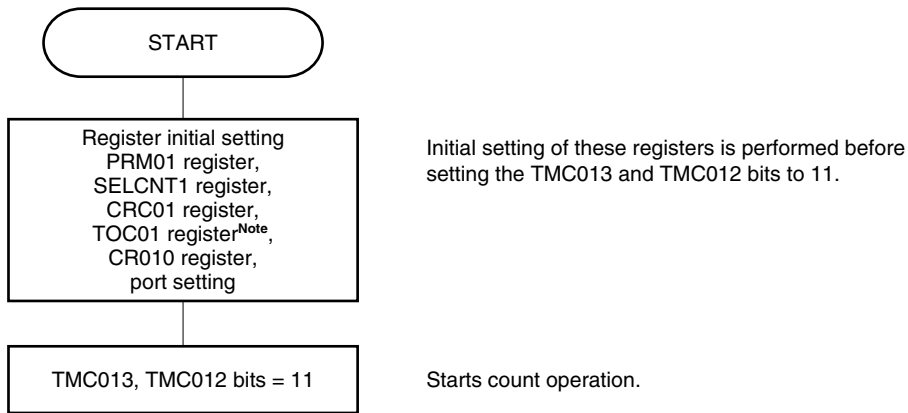 START
Register initial setting
PRM01 register,
SELCNT1 register,
CRC01 register,
TOC01 registerNote,
CR010 register,
port setting
Initial setting of these registers is performed before
setting the TMC013 and TMC012 bits to 11.
TMC013, TMC012 bits = 11
Starts count operation.